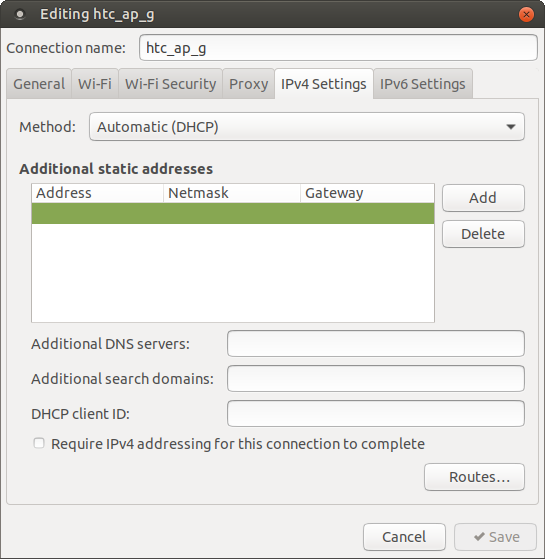 Editing htc_ap_g
Connection name: htc_ap_g
General Wi-Fi Wi-Fi Security Proxy IPv4 Settings IPv6 Settings
Method: Automatic (DHCP)
Additional static addresses
Address Netmask Gateway
Add
Delete
Additional DNS servers:
Additional search domains:
DHCP client ID:
Require IPv4 addressing for this connection to complete
Routes...
Cancel Save